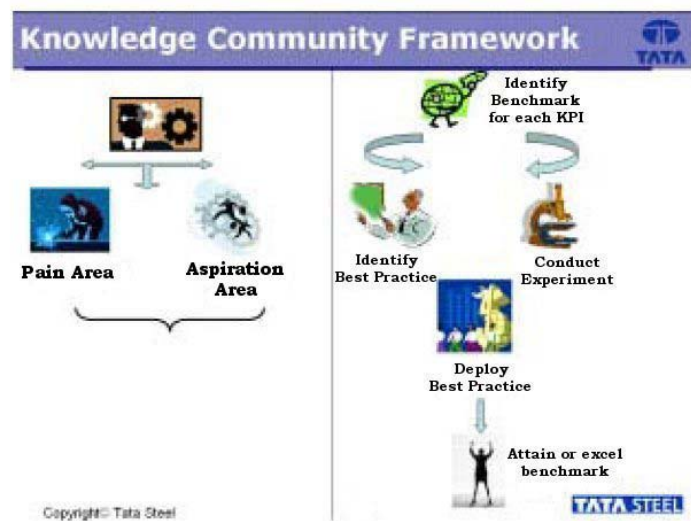 Knowledge Community Framework
TATA
Pain Area
Aspiration
Area
Identify
Benchmark
for each KPI
Identify
Best Practice
Conduct
Experiment
Deploy
Best Practice
Attain or excel
benchmark
Copyright© Tata Steel
TATA STEEL